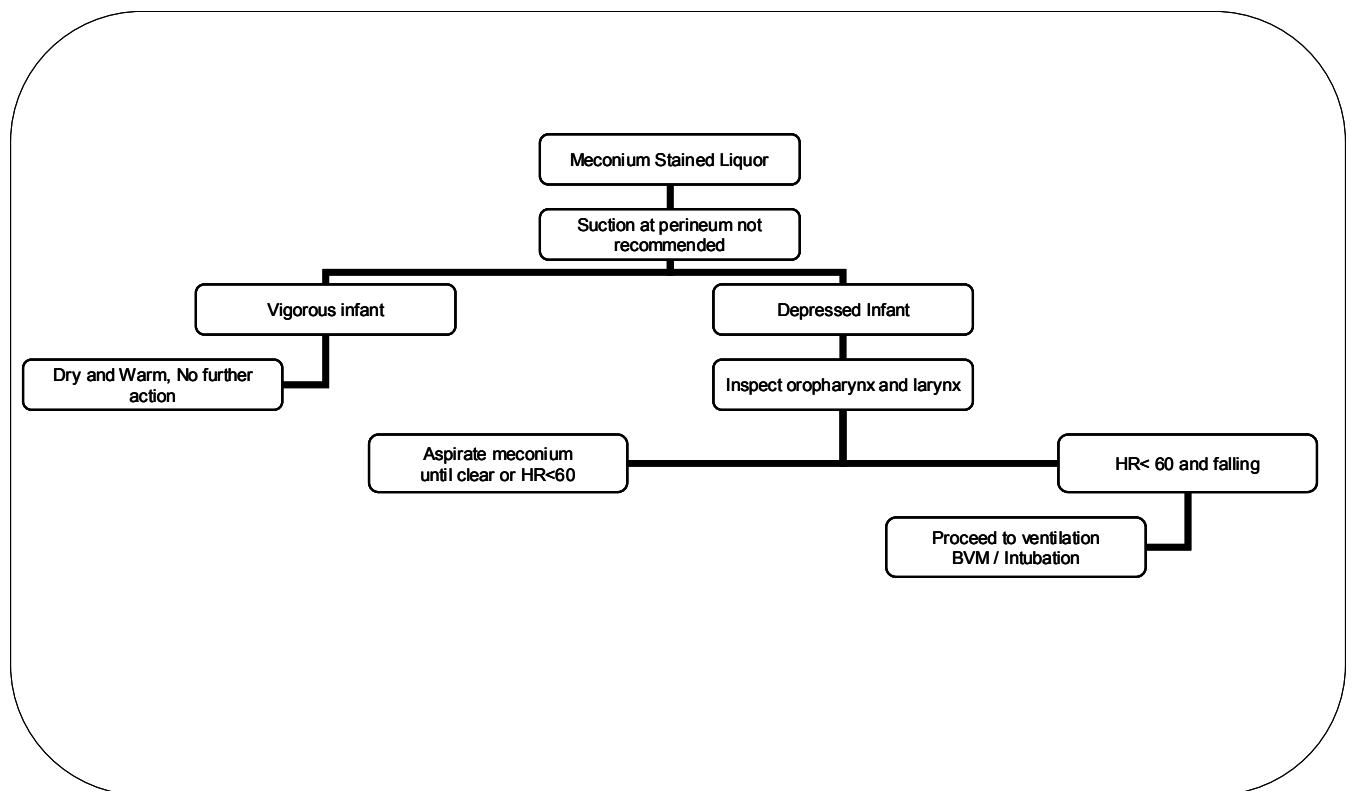 Meconium Stained Liquor
Suction at perineum not
recommended
Vigorous infant
Depressed Infant
Dry and Warm, No further
action
Inspect oropharynx and larynx
Aspirate meconium
until clear or HR<60
HR< 60 and falling
Proceed to ventilation
BVM / Intubation